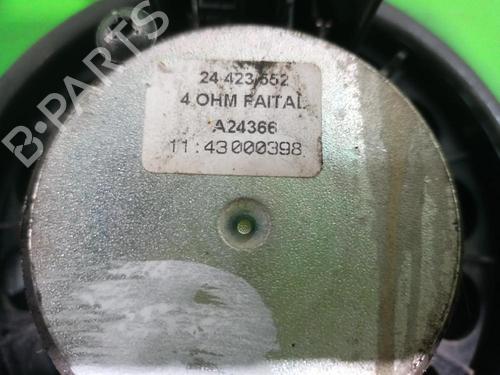 B-PARTS
24 423 552
4 OHM FAITAL
A24366
11:43 000398